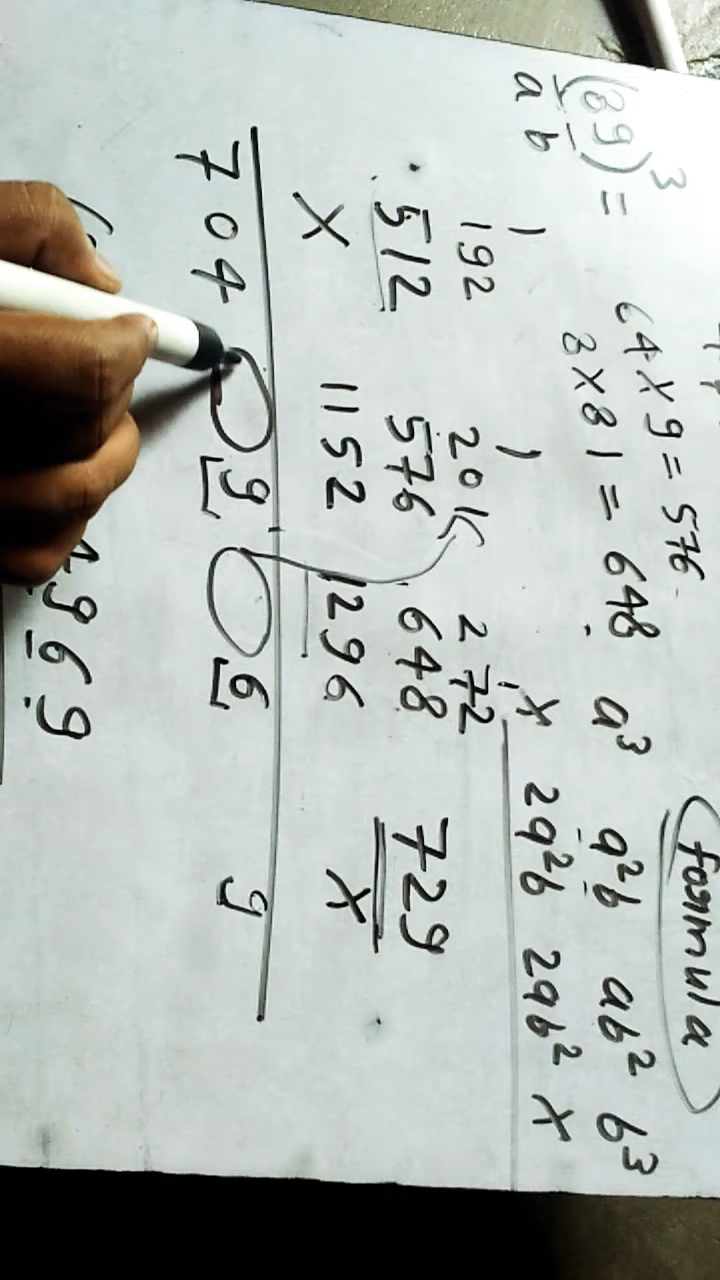 formula
64 × 9 = 576
(89)³ = 8 × 81 = 648 a³ a²b ab² b³
a b 1 1 × 2a²b 2ab² ×
192 201 272
512 576 648 729
× 1152 1296 ×
704 9 6 9
969